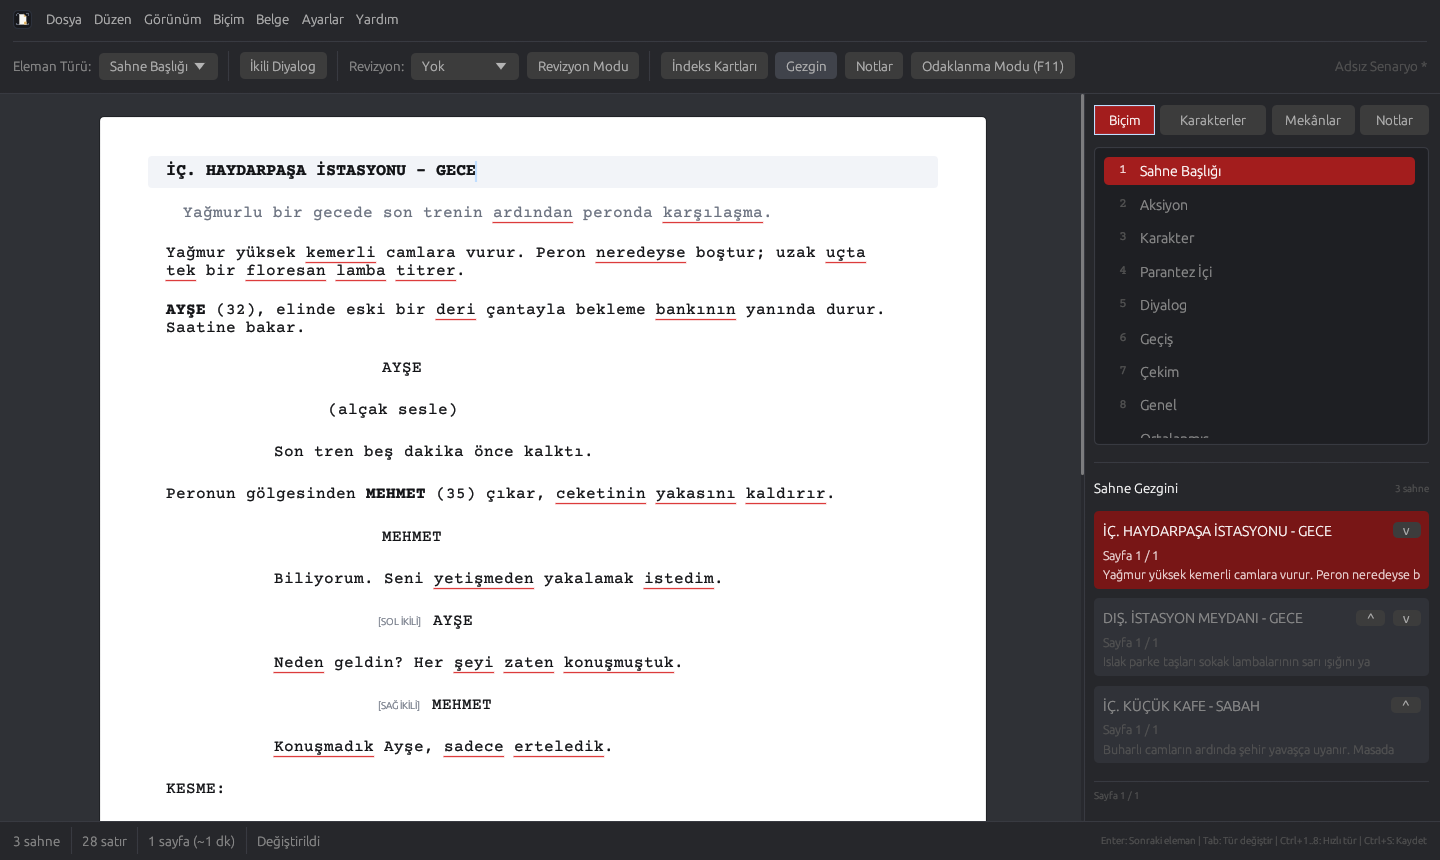 Dosya Düzen Görünüm Biçim Belge Ayarlar Yardım
Eleman Türü: Sahne Başlığı İkili Diyalog Revizyon: Yok Revizyon Modu İndeks Kartları Gezgin Notlar Odaklanma Modu (F11) Adsız Senaryo *
İÇ. HAYDARPAŞA İSTASYONU - GECE
Yağmurlu bir gecede son trenin ardından peronda karşılaşma.
Yağmur yüksek kemerli camlara vurur. Peron neredeyse boştur; uzak uçta
tek bir floresan lamba titrer.
AYŞE (32), elinde eski bir deri çantayla bekleme bankının yanında durur.
Saatine bakar.
AYŞE
(alçak sesle)
Son tren beş dakika önce kalktı.
Peronun gölgesinden MEHMET (35) çıkar, ceketinin yakasını kaldırır.
MEHMET
Biliyorum. Seni yetişmeden yakalamak istedim.
[SOL İKİLİ] AYŞE
Neden geldin? Her şeyi zaten konuşmuştuk.
[SAĞ İKİLİ] MEHMET
Konuşmadık Ayşe, sadece erteledik.
KESME:
Biçim Karakterler Mekânlar Notlar
1 Sahne Başlığı
2 Aksiyon
3 Karakter
4 Parantez İçi
5 Diyalog
6 Geçiş
7 Çekim
8 Genel
Sahne Gezgini 3 sahne
İÇ. HAYDARPAŞA İSTASYONU - GECE v
Sayfa 1 / 1
Yağmur yüksek kemerli camlara vurur. Peron neredeyse b
DIŞ. İSTASYON MEYDANI - GECE ^ v
Sayfa 1 / 1
Islak parke taşları sokak lambalarının sarı ışığını ya
İÇ. KÜÇÜK KAFE - SABAH ^
Sayfa 1 / 1
Buharlı camların ardında şehir yavaşça uyanır. Masada
Sayfa 1 / 1
3 sahne 28 satır 1 sayfa (~1 dk) Değiştirildi Enter: Sonraki eleman | Tab: Tür değiştir | Ctrl+1..8: Hızlı tür | Ctrl+S: Kaydet